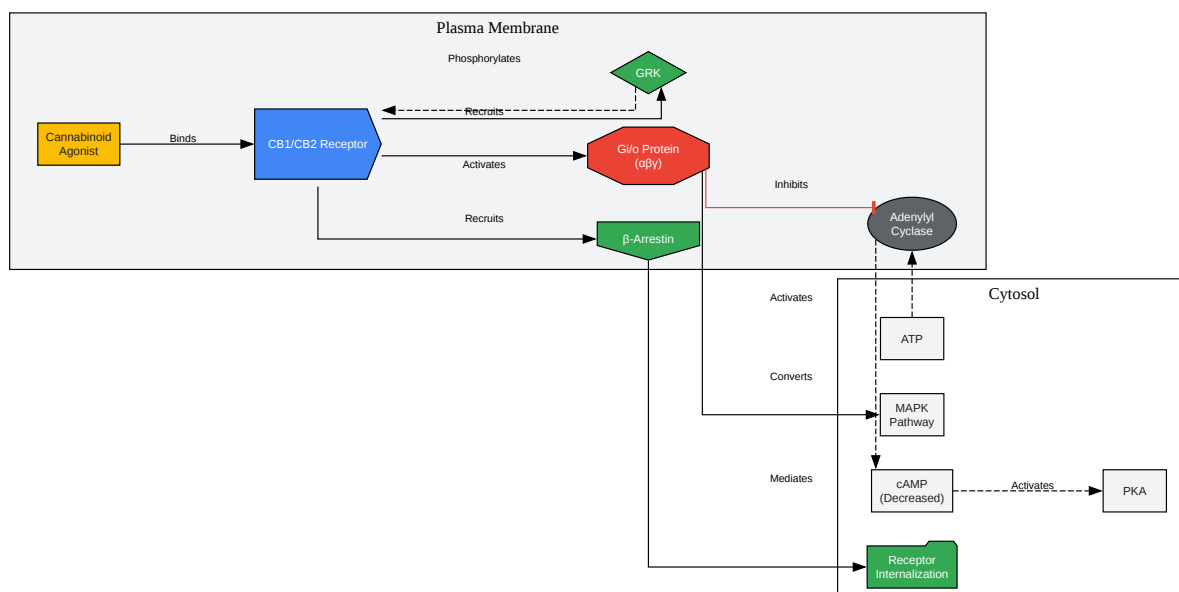 Plasma Membrane
Phosphorylates
GRK
Recruits
Cannabinoid
Agonist
Binds
CB1/CB2 Receptor
Activates
Gi/o Protein
(αβγ)
Inhibits
Recruits
β-Arrestin
Adenylyl
Cyclase
Cytosol
Activates
ATP
Converts
MAPK
Pathway
Mediates
cAMP
(Decreased)
Activates
PKA
Receptor
Internalization